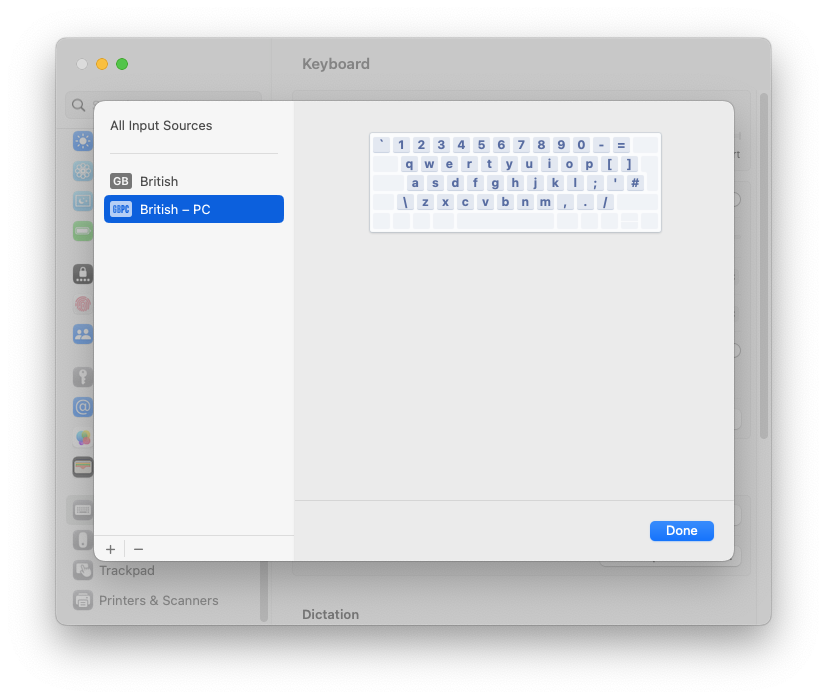 Keyboard
All Input Sources
GB British
GBPC British – PC
` 1 2 3 4 5 6 7 8 9 0 - =
q w e r t y u i o p [ ]
a s d f g h j k l ; ' #
\ z x c v b n m , . /
+ −
Done
Trackpad
Printers & Scanners
Dictation